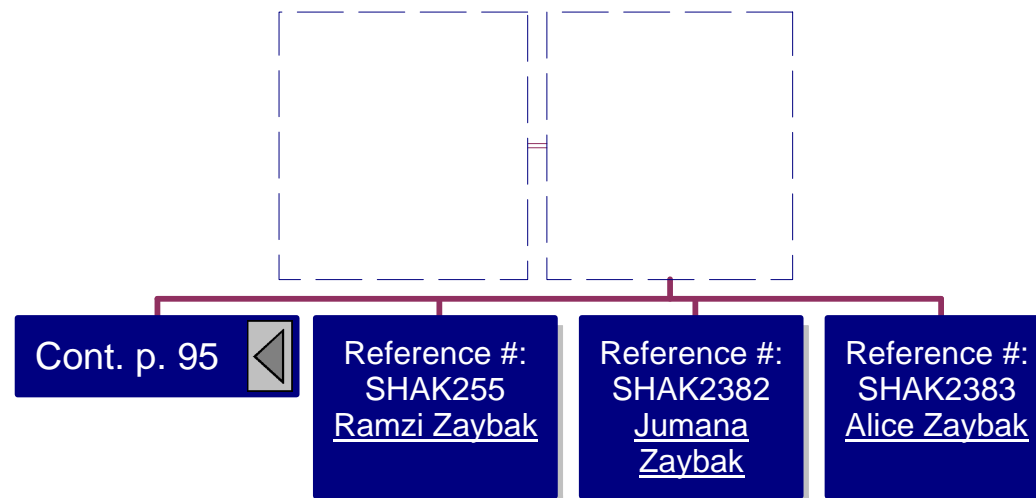 Cont. p. 95
Reference #:
SHAK255
Ramzi Zaybak
Reference #:
SHAK2382
Jumana
Zaybak
Reference #:
SHAK2383
Alice Zaybak